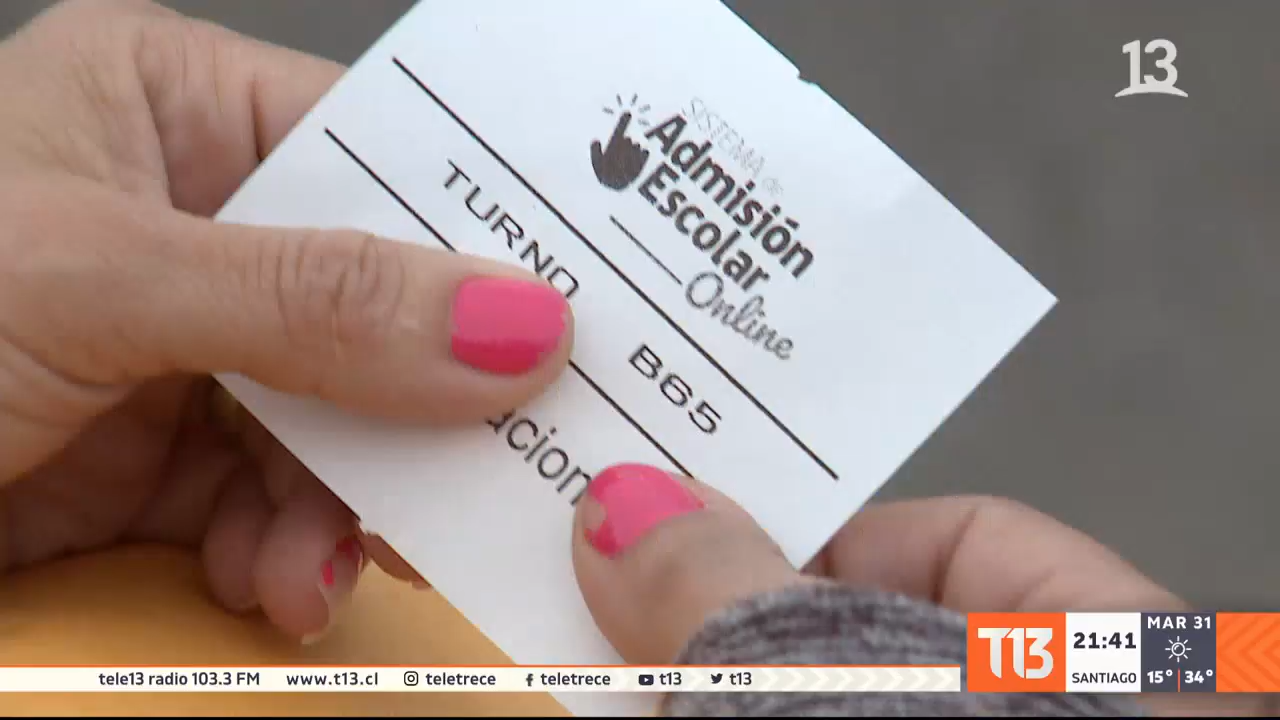 13
SISTEMA de
Admisión
Escolar
Online
TURNO B65
T13
21:41
SANTIAGO
MAR 31
15° 34°
tele13 radio 103.3 FM www.t13.cl teletrece teletrece t13 t13